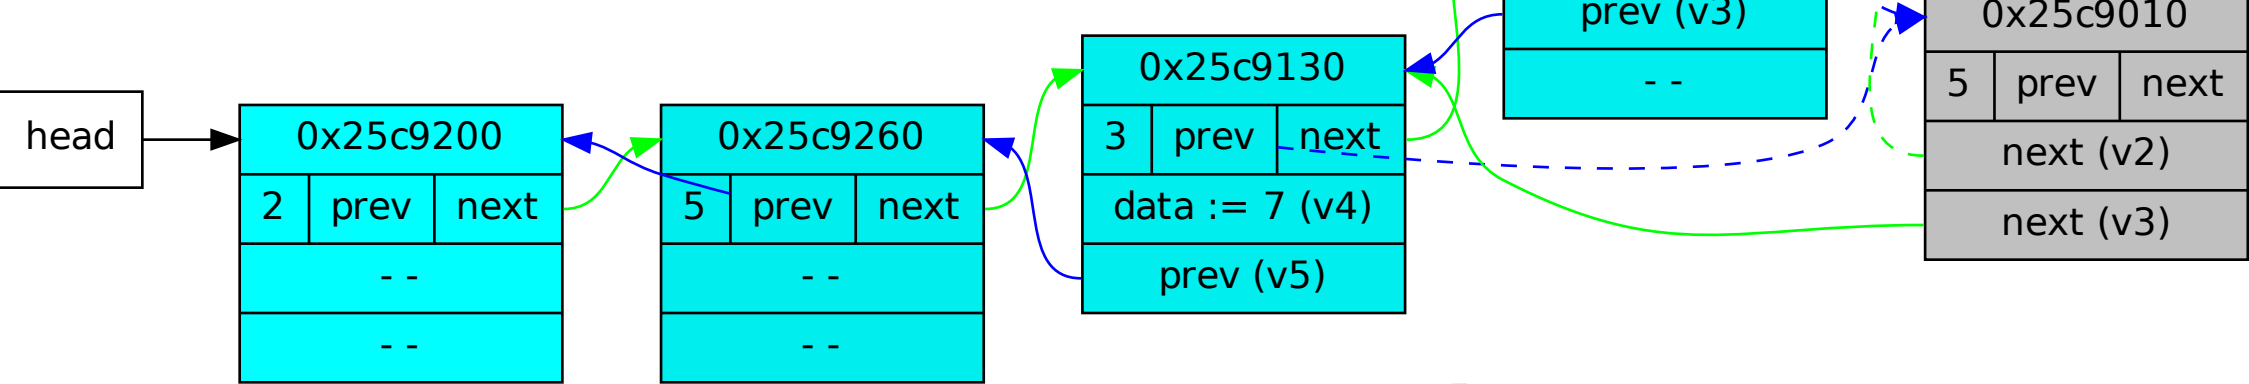 head
0x25c9200
2 prev next
- -
- -
0x25c9260
5 prev next
- -
- -
0x25c9130
3 prev next
data := 7 (v4)
prev (v5)
prev (v3)
- -
0x25c9010
5 prev next
next (v2)
next (v3)